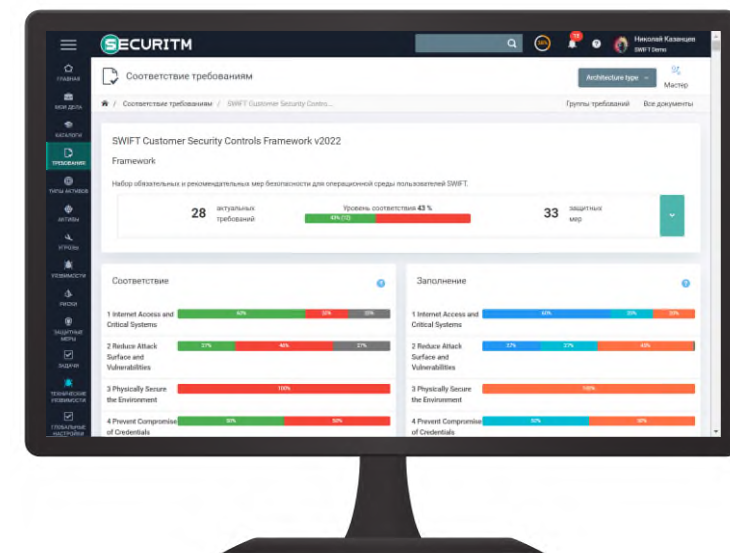 SECURITM
56%
Николай Казанцев
SWIFT Demo
ГЛАВНАЯ
МОИ ДЕЛА
КАТАЛОГИ
ТРЕБОВАНИЯ
ТИПЫ АКТИВОВ
АКТИВЫ
УГРОЗЫ
УЯЗВИМОСТИ
РИСКИ
ЗАЩИТНЫЕ
МЕРЫ
ЗАДАЧИ
ТЕХНИЧЕСКИЕ
УЯЗВИМОСТИ
ГЛОБАЛЬНЫЕ
НАСТРОЙКИ
Соответствие требованиям
Architecture type
Мастер
/ Соответствие требованиям / SWIFT Customer Security Contro...
Группы требований Все документы
SWIFT Customer Security Controls Framework v2022
Framework
Набор обязательных и рекомендательных мер безопасности для операционной среды пользователей SWIFT.
28 актуальных
требований
Уровень соответствия 43 %
43% (12)
33 защитных
мер
Соответствие
1 Internet Access and
Critical Systems
60% 20% 20%
2 Reduce Attack
Surface and
Vulnerabilities
27% 46% 27%
3 Physically Secure
the Environment
100%
4 Prevent Compromise
of Credentials
50% 50%
Заполнение
1 Internet Access and
Critical Systems
60% 20% 20%
2 Reduce Attack
Surface and
Vulnerabilities
27% 27%
3 Physically Secure
the Environment
100%
4 Prevent Compromise
of Credentials
50% 50%